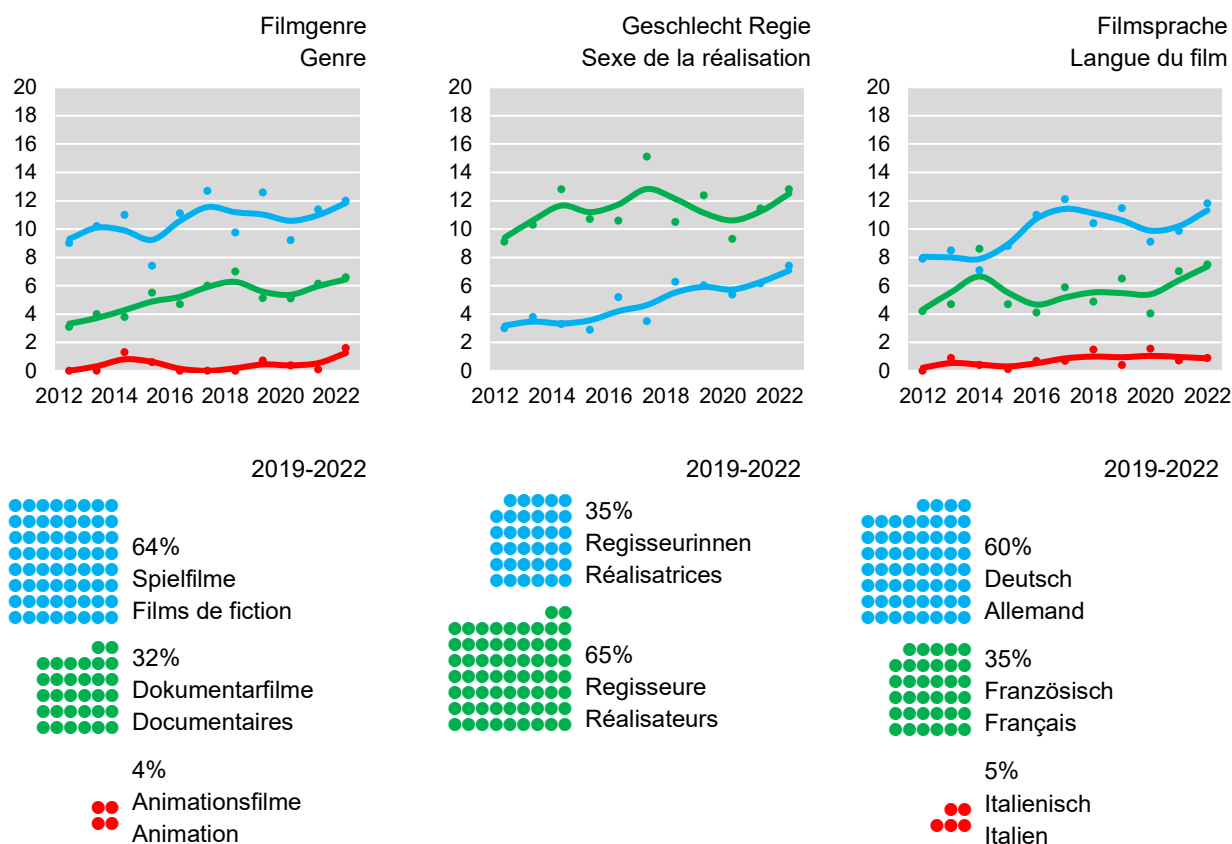 Filmgenre
Genre
20
18
16
14
12
10
8
6
4
2
0
2012 2014 2016 2018 2020 2022
Geschlecht Regie
Sexe de la réalisation
20
18
16
14
12
10
8
6
4
2
0
2012 2014 2016 2018 2020 2022
Filmsprache
Langue du film
20
18
16
14
12
10
8
6
4
2
0
2012 2014 2016 2018 2020 2022
2019-2022
64%
Spielfilme
Films de fiction
32%
Dokumentarfilme
Documentaires
4%
Animationsfilme
Animation
2019-2022
35%
Regisseurinnen
Réalisatrices
65%
Regisseure
Réalisateurs
2019-2022
60%
Deutsch
Allemand
35%
Französisch
Français
5%
Italienisch
Italien